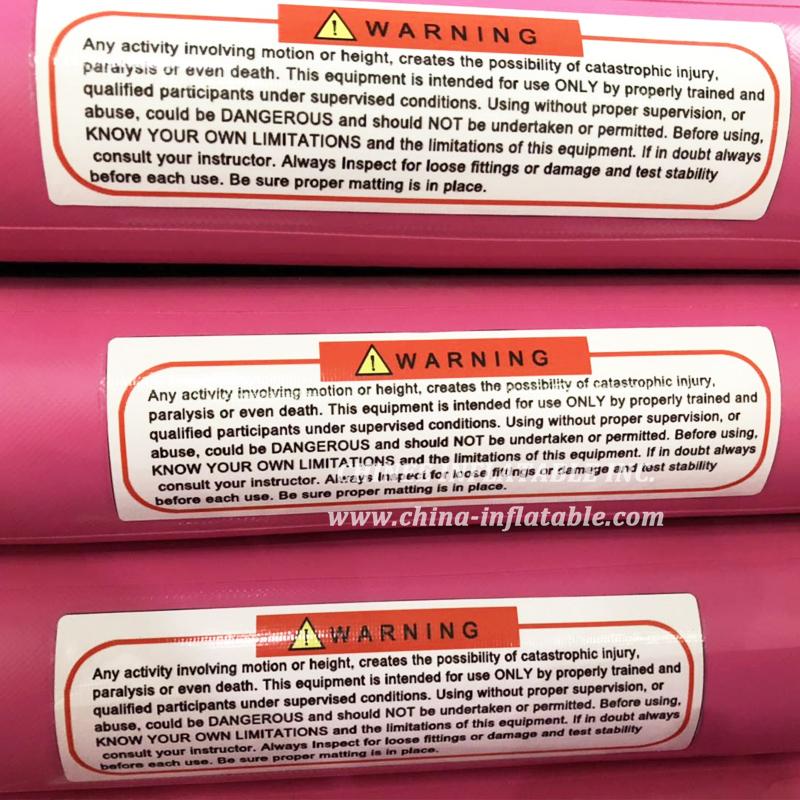 WARNING
Any activity involving motion or height, creates the possibility of catastrophic injury,
paralysis or even death. This equipment is intended for use ONLY by properly trained and
qualified participants under supervised conditions. Using without proper supervision, or
abuse, could be DANGEROUS and should NOT be undertaken or permitted. Before using,
KNOW YOUR OWN LIMITATIONS and the limitations of this equipment. If in doubt always
consult your instructor. Always Inspect for loose fittings or damage and test stability
before each use. Be sure proper matting is in place.
WARNING
Any activity involving motion or height, creates the possibility of catastrophic injury,
paralysis or even death. This equipment is intended for use ONLY by properly trained and
qualified participants under supervised conditions. Using without proper supervision, or
abuse, could be DANGEROUS and should NOT be undertaken or permitted. Before using,
KNOW YOUR OWN LIMITATIONS and the limitations of this equipment. If in doubt always
consult your instructor. Always Inspect for loose fittings or damage and test stability
before each use. Be sure proper matting is in place.
INFLATABLE INC.
www.china-inflatable.com
WARNING
Any activity involving motion or height, creates the possibility of catastrophic injury,
paralysis or even death. This equipment is intended for use ONLY by properly trained and
qualified participants under supervised conditions. Using without proper supervision, or
abuse, could be DANGEROUS and should NOT be undertaken or permitted. Before using,
KNOW YOUR OWN LIMITATIONS and the limitations of this equipment. If in doubt always
consult your instructor. Always Inspect for loose fittings or damage and test stability
before each use. Be sure proper matting is in place.